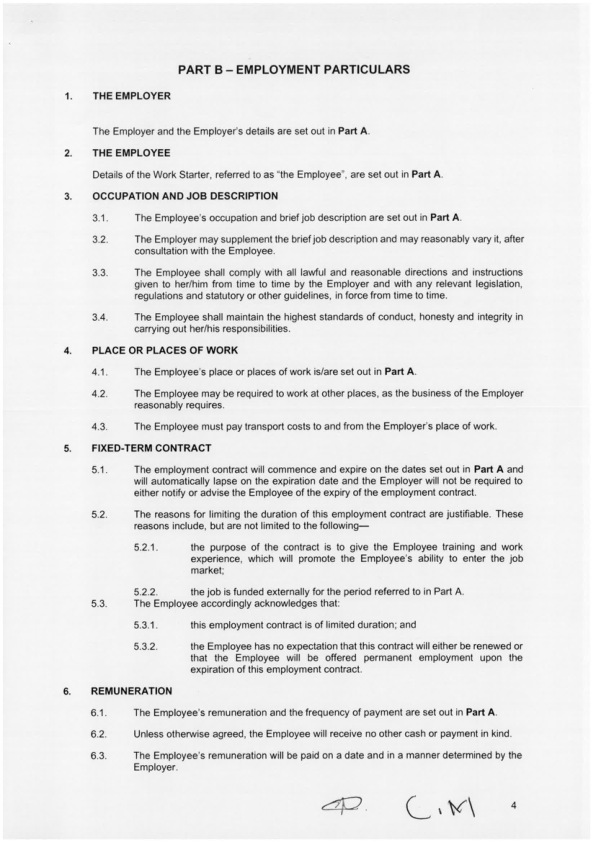 PART B – EMPLOYMENT PARTICULARS
1. THE EMPLOYER
The Employer and the Employer's details are set out in Part A.
2. THE EMPLOYEE
Details of the Work Starter, referred to as "the Employee", are set out in Part A.
3. OCCUPATION AND JOB DESCRIPTION
3.1. The Employee's occupation and brief job description are set out in Part A.
3.2. The Employer may supplement the brief job description and may reasonably vary it, after
consultation with the Employee.
3.3. The Employee shall comply with all lawful and reasonable directions and instructions
given to her/him from time to time by the Employer and with any relevant legislation,
regulations and statutory or other guidelines, in force from time to time.
3.4. The Employee shall maintain the highest standards of conduct, honesty and integrity in
carrying out her/his responsibilities.
4. PLACE OR PLACES OF WORK
4.1. The Employee's place or places of work is/are set out in Part A.
4.2. The Employee may be required to work at other places, as the business of the Employer
reasonably requires.
4.3. The Employee must pay transport costs to and from the Employer's place of work.
5. FIXED-TERM CONTRACT
5.1. The employment contract will commence and expire on the dates set out in Part A and
will automatically lapse on the expiration date and the Employer will not be required to
either notify or advise the Employee of the expiry of the employment contract.
5.2. The reasons for limiting the duration of this employment contract are justifiable. These
reasons include, but are not limited to the following—
5.2.1. the purpose of the contract is to give the Employee training and work
experience, which will promote the Employee's ability to enter the job
market;
5.2.2. the job is funded externally for the period referred to in Part A.
5.3. The Employee accordingly acknowledges that:
5.3.1. this employment contract is of limited duration; and
5.3.2. the Employee has no expectation that this contract will either be renewed or
that the Employee will be offered permanent employment upon the
expiration of this employment contract.
6. REMUNERATION
6.1. The Employee's remuneration and the frequency of payment are set out in Part A.
6.2. Unless otherwise agreed, the Employee will receive no other cash or payment in kind.
6.3. The Employee's remuneration will be paid on a date and in a manner determined by the
Employer.
C.M 4